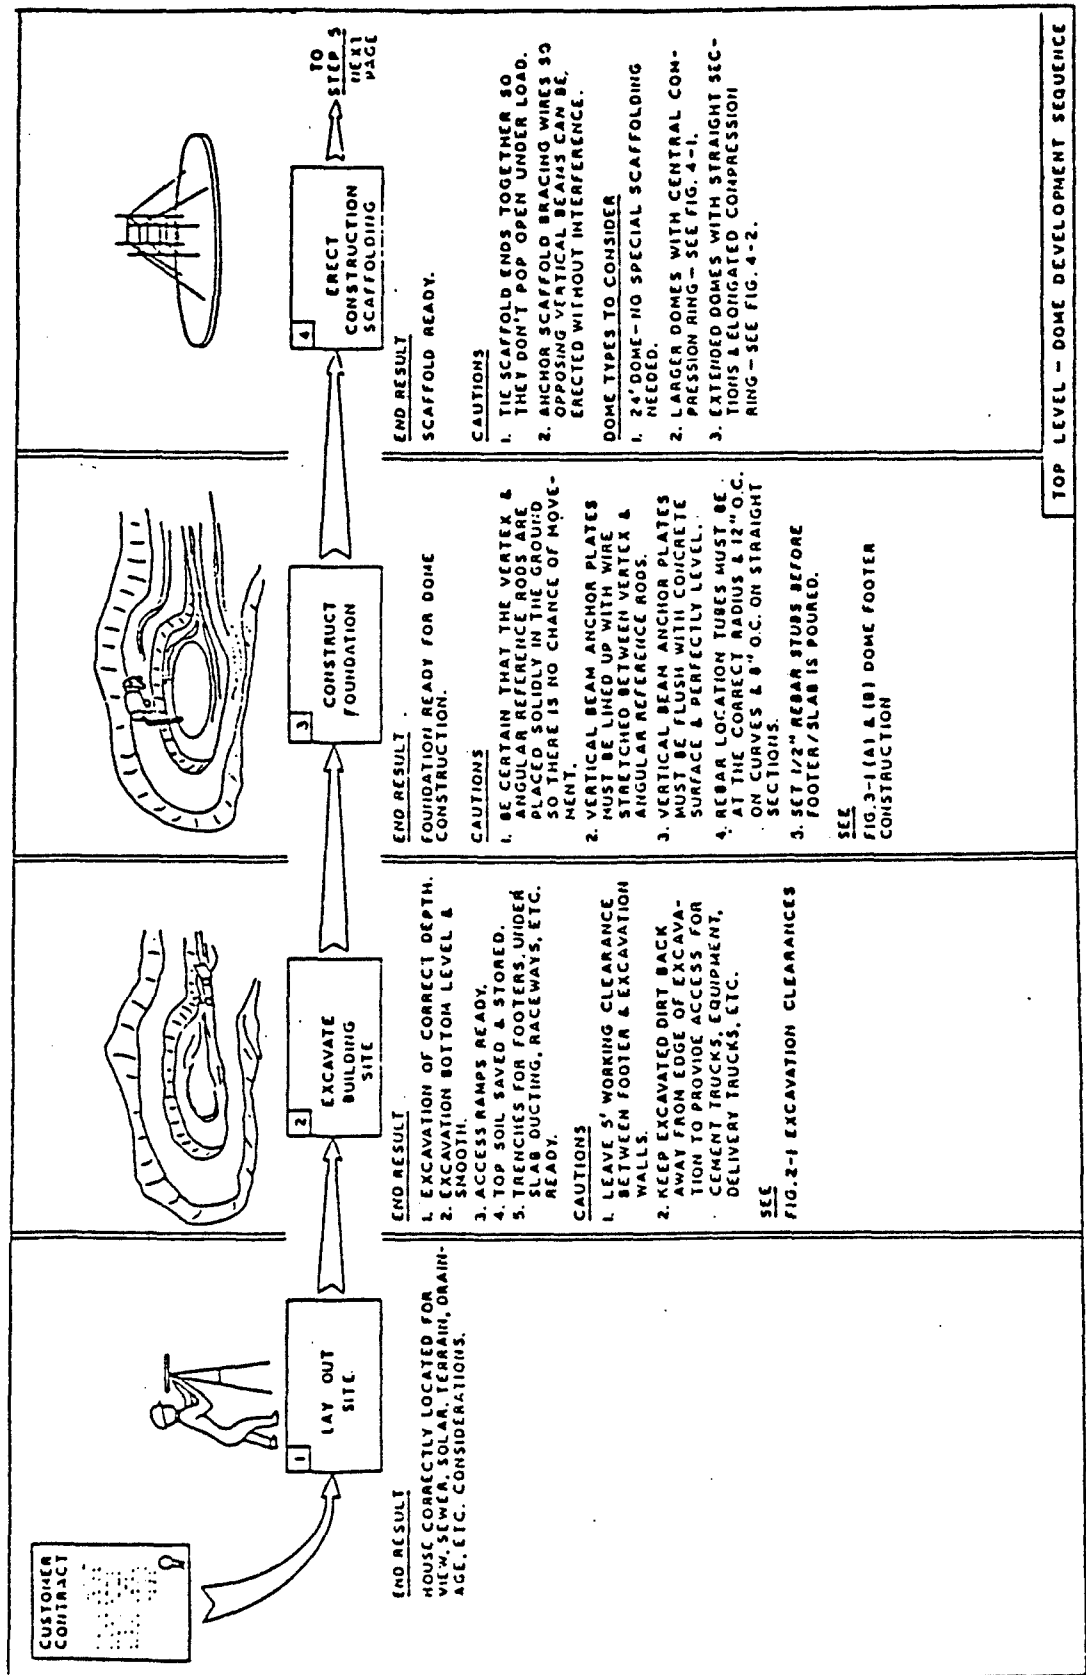 CUSTOMER
CONTRACT
1
LAY OUT
SITE.
END RESULT
HOUSE CORRECTLY LOCATED FOR
VIEW, SEWER, SOLAR, TERRAIN, DRAIN-
AGE, ETC. CONSIDERATIONS.
2
EXCAVATE
BUILDING
SITE
END RESULT
1. EXCAVATION OF CORRECT DEPTH.
2. EXCAVATION BOTTOM LEVEL &
SMOOTH.
3. ACCESS RAMPS READY.
4. TOP SOIL SAVED & STORED.
5. TRENCHES FOR FOOTERS, UNDER
SLAB DUCTING, RACEWAYS, ETC.
READY.
CAUTIONS
1. LEAVE 5' WORKING CLEARANCE
BETWEEN FOOTER & EXCAVATION
WALLS.
2. KEEP EXCAVATED DIRT BACK
AWAY FROM EDGE OF EXCAVA-
TION TO PROVIDE ACCESS FOR
CEMENT TRUCKS, EQUIPMENT,
DELIVERY TRUCKS, ETC.
SEE
FIG. 2-1 EXCAVATION CLEARANCES
3
CONSTRUCT
FOUNDATION
END RESULT
FOUNDATION READY FOR DOME
CONSTRUCTION.
CAUTIONS
1. BE CERTAIN THAT THE VERTEX &
ANGULAR REFERENCE RODS ARE
PLACED SOLIDLY IN THE GROUND
SO THERE IS NO CHANCE OF MOVE-
MENT.
2. VERTICAL BEAM ANCHOR PLATES
MUST BE LINED UP WITH WIRE
STRETCHED BETWEEN VERTEX &
ANGULAR REFERENCE RODS.
3. VERTICAL BEAM ANCHOR PLATES
MUST BE FLUSH WITH CONCRETE
SURFACE & PERFECTLY LEVEL.
4. REBAR LOCATION TUBES MUST BE
AT THE CORRECT RADIUS & 12" O.C.
ON CURVES & 8" O.C. ON STRAIGHT
SECTIONS.
5. SET 1/2" REBAR STUBS BEFORE
FOOTER/SLAB IS POURED.
SEE
FIG. 3-1 (A) & (B) DOME FOOTER
CONSTRUCTION
4
ERECT
CONSTRUCTION
SCAFFOLDING
TO
STEP 5
NEXT
PAGE
END RESULT
SCAFFOLD READY.
CAUTIONS
1. TIE SCAFFOLD ENDS TOGETHER SO
THEY DON'T POP OPEN UNDER LOAD.
2. ANCHOR SCAFFOLD BRACING WIRES SO
OPPOSING VERTICAL BEAMS CAN BE,
ERECTED WITHOUT INTERFERENCE.
DOME TYPES TO CONSIDER
1. 24' DOME - NO SPECIAL SCAFFOLDING
NEEDED.
2. LARGER DOMES WITH CENTRAL COM-
PRESSION RING - SEE FIG. 4-1.
3. EXTENDED DOMES WITH STRAIGHT SEC-
TIONS & ELONGATED COMPRESSION
RING - SEE FIG. 4-2.
TOP LEVEL - DOME DEVELOPMENT SEQUENCE